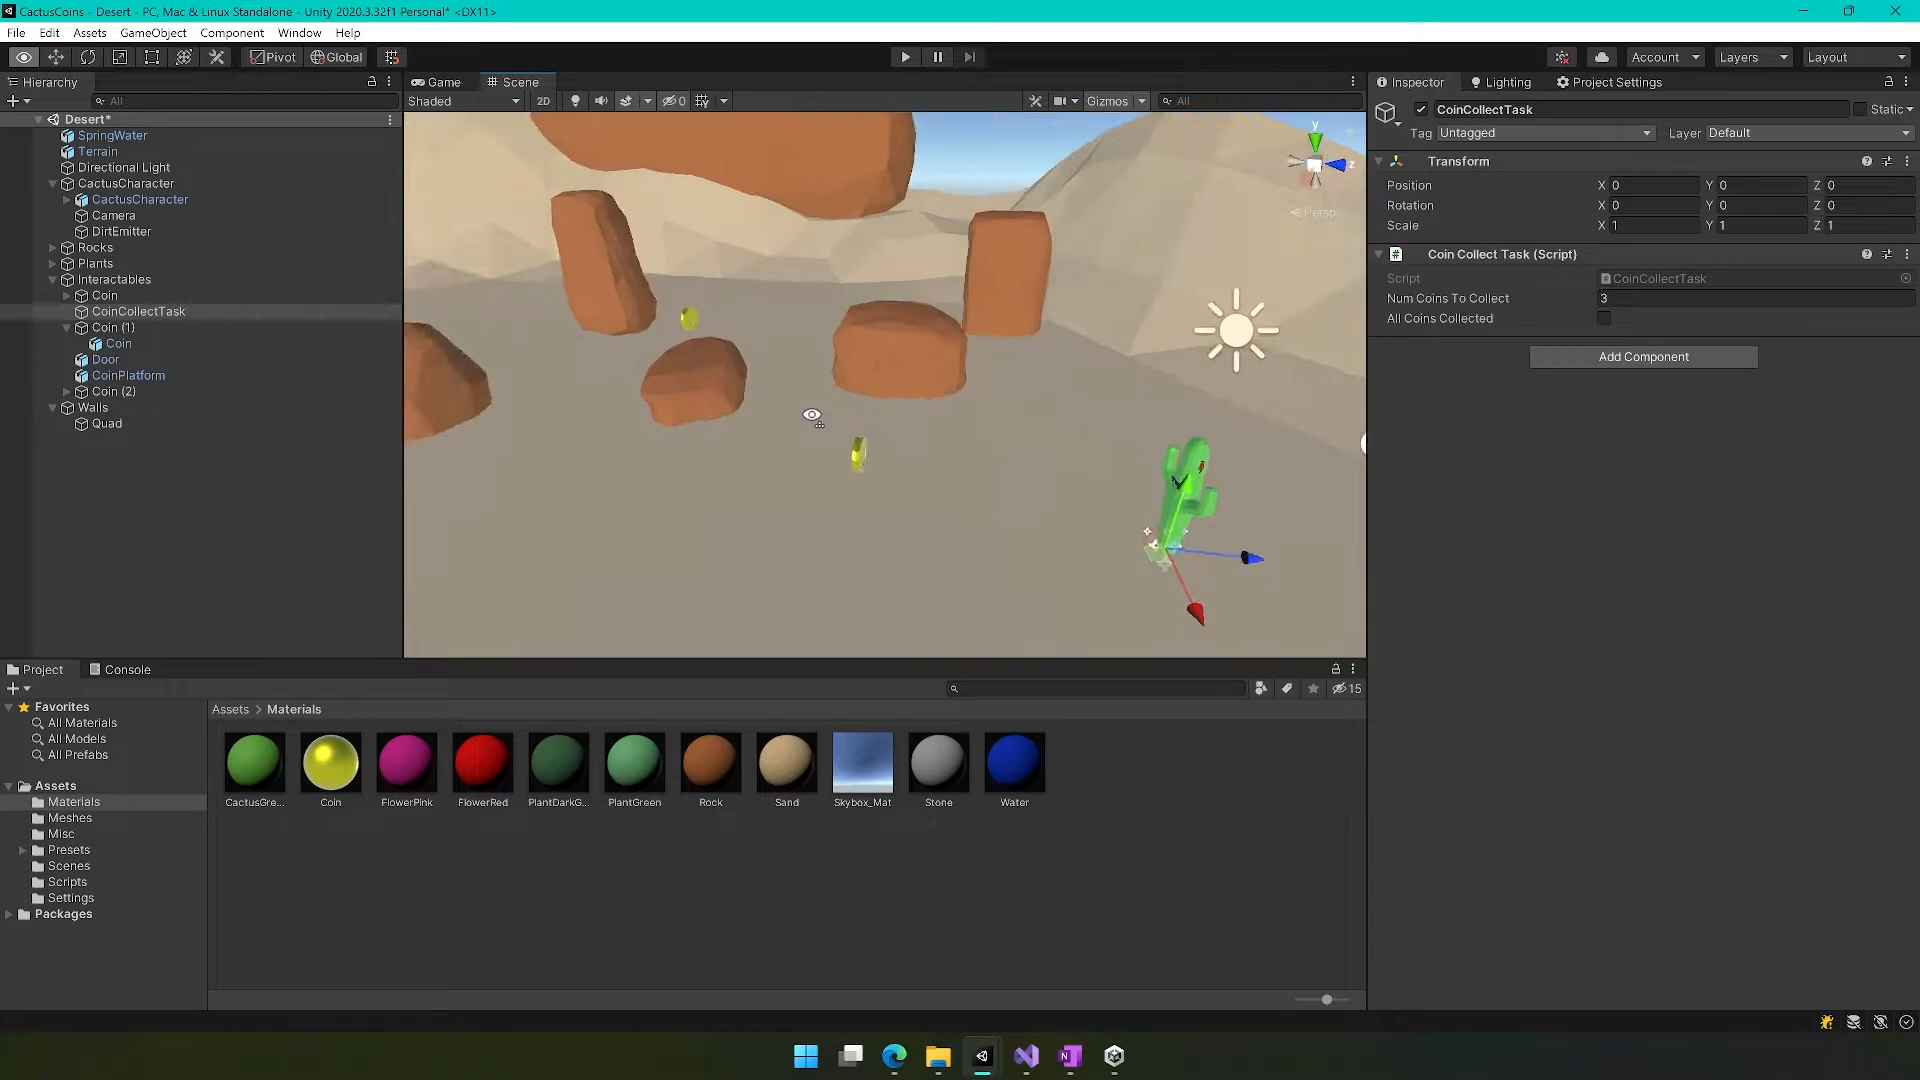 CactusCoins - Desert - PC, Mac & Linux Standalone - Unity 2020.3.32f1 Personal* <DX11>
File Edit Assets GameObject Component Window Help
Pivot Global Account Layers Layout
Hierarchy
All
Desert*
SpringWater
Terrain
Directional Light
CactusCharacter
CactusCharacter
Camera
DirtEmitter
Rocks
Plants
Interactables
Coin
CoinCollectTask
Coin (1)
Coin
Door
CoinPlatform
Coin (2)
Walls
Quad
Game Scene
Shaded 2D 0 Gizmos All
y
z
Persp
Inspector Lighting Project Settings
CoinCollectTask Static
Tag Untagged Layer Default
Transform
Position X 0 Y 0 Z 0
Rotation X 0 Y 0 Z 0
Scale X 1 Y 1 Z 1
# Coin Collect Task (Script)
Script CoinCollectTask
Num Coins To Collect 3
All Coins Collected
Add Component
Project Console
15
Favorites
All Materials
All Models
All Prefabs
Assets
Materials
Meshes
Misc
Presets
Scenes
Scripts
Settings
Packages
Assets > Materials
CactusGre... Coin FlowerPink FlowerRed PlantDarkG... PlantGreen Rock Sand Skybox_Mat Stone Water
N